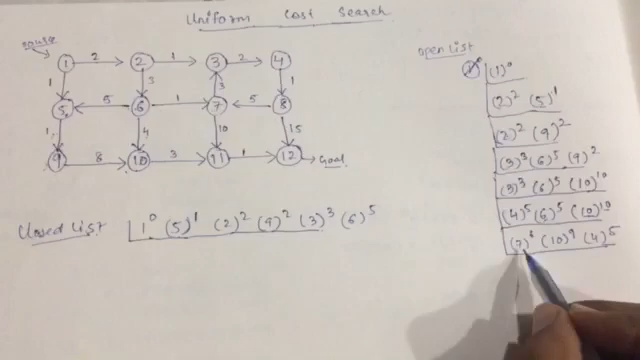 Uniform Cost Search
source
1 2 2 1 3 2 4
1 3 3 1
5 5 6 1 7 5 8
1 4 10 15
9 8 10 3 11 1 12 Goal
Closed List 1⁰ (5)¹ (2)² (9)² (3)³ (6)⁵
open List
(1)⁰
(2)² (5)¹
(2)² (9)²
(3)³ (6)⁵ (9)²
(3)³ (6)⁵ (10)¹⁰
(4)⁵ (6)⁵ (10)¹⁰
(7)⁶ (10)⁹ (4)⁵